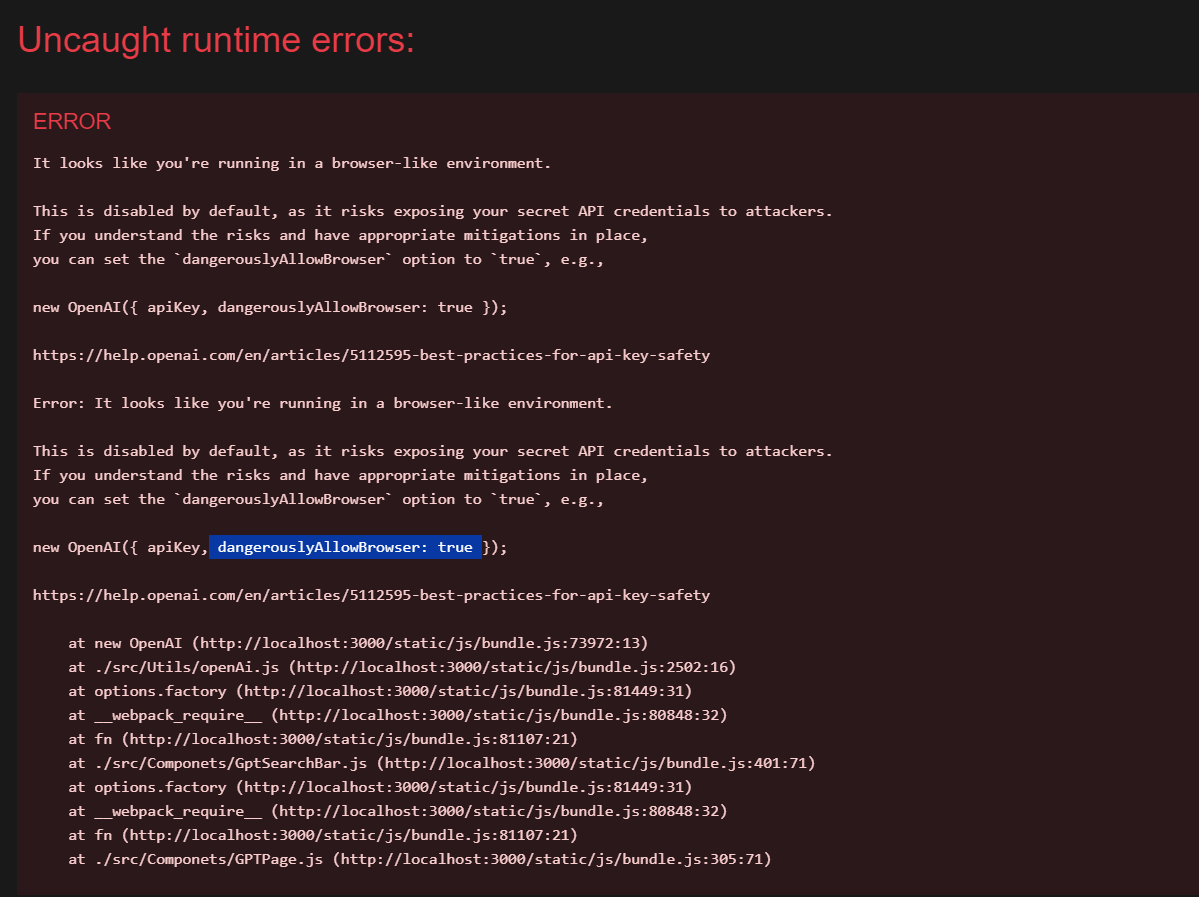 Uncaught runtime errors:
ERROR
It looks like you're running in a browser-like environment.
This is disabled by default, as it risks exposing your secret API credentials to attackers.
If you understand the risks and have appropriate mitigations in place,
you can set the `dangerouslyAllowBrowser` option to `true`, e.g.,
new OpenAI({ apiKey, dangerouslyAllowBrowser: true });
https://help.openai.com/en/articles/5112595-best-practices-for-api-key-safety
Error: It looks like you're running in a browser-like environment.
This is disabled by default, as it risks exposing your secret API credentials to attackers.
If you understand the risks and have appropriate mitigations in place,
you can set the `dangerouslyAllowBrowser` option to `true`, e.g.,
new OpenAI({ apiKey, dangerouslyAllowBrowser: true });
https://help.openai.com/en/articles/5112595-best-practices-for-api-key-safety
at new OpenAI (http://localhost:3000/static/js/bundle.js:73972:13)
at ./src/Utils/openAi.js (http://localhost:3000/static/js/bundle.js:2502:16)
at options.factory (http://localhost:3000/static/js/bundle.js:81449:31)
at __webpack_require__ (http://localhost:3000/static/js/bundle.js:80848:32)
at fn (http://localhost:3000/static/js/bundle.js:81107:21)
at ./src/Componets/GptSearchBar.js (http://localhost:3000/static/js/bundle.js:401:71)
at options.factory (http://localhost:3000/static/js/bundle.js:81449:31)
at __webpack_require__ (http://localhost:3000/static/js/bundle.js:80848:32)
at fn (http://localhost:3000/static/js/bundle.js:81107:21)
at ./src/Componets/GPTPage.js (http://localhost:3000/static/js/bundle.js:305:71)